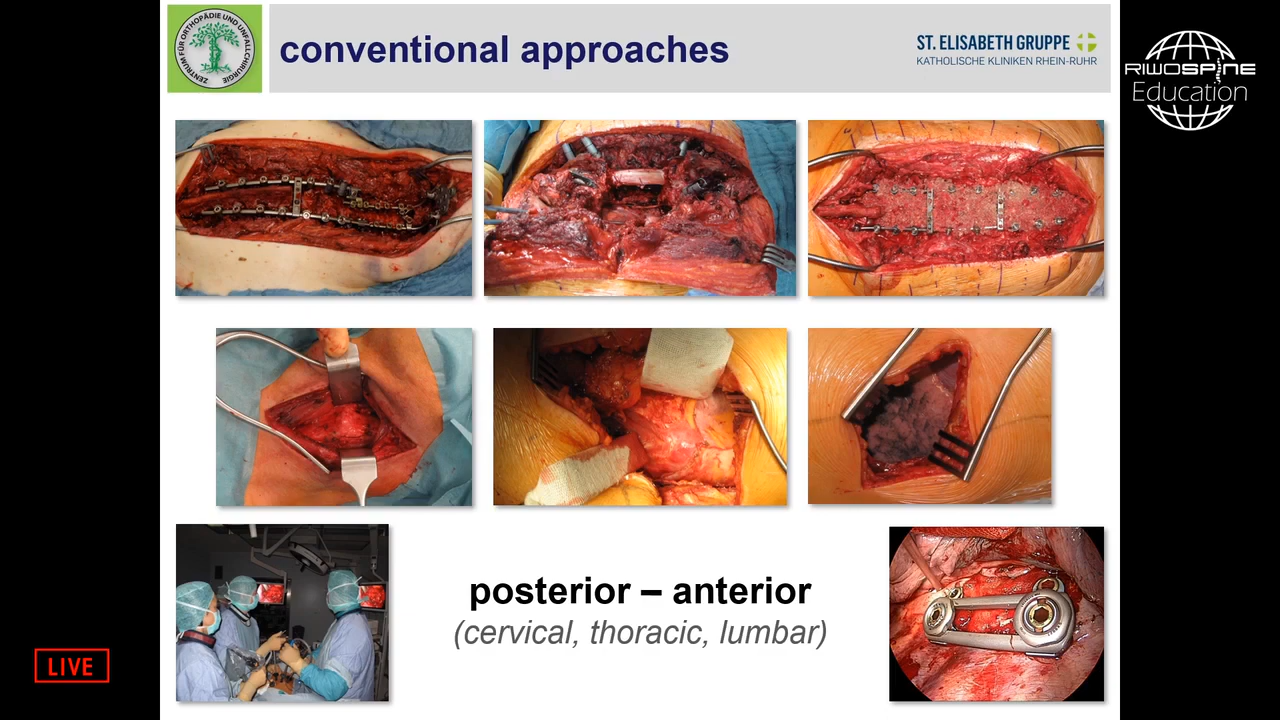 ZENTRUM FÜR ORTHOPÄDIE UND UNFALLCHIRURGIE
conventional approaches
ST. ELISABETH GRUPPE
KATHOLISCHE KLINIKEN RHEIN-RUHR
RIWOSPINE
Education
posterior – anterior
(cervical, thoracic, lumbar)
LIVE